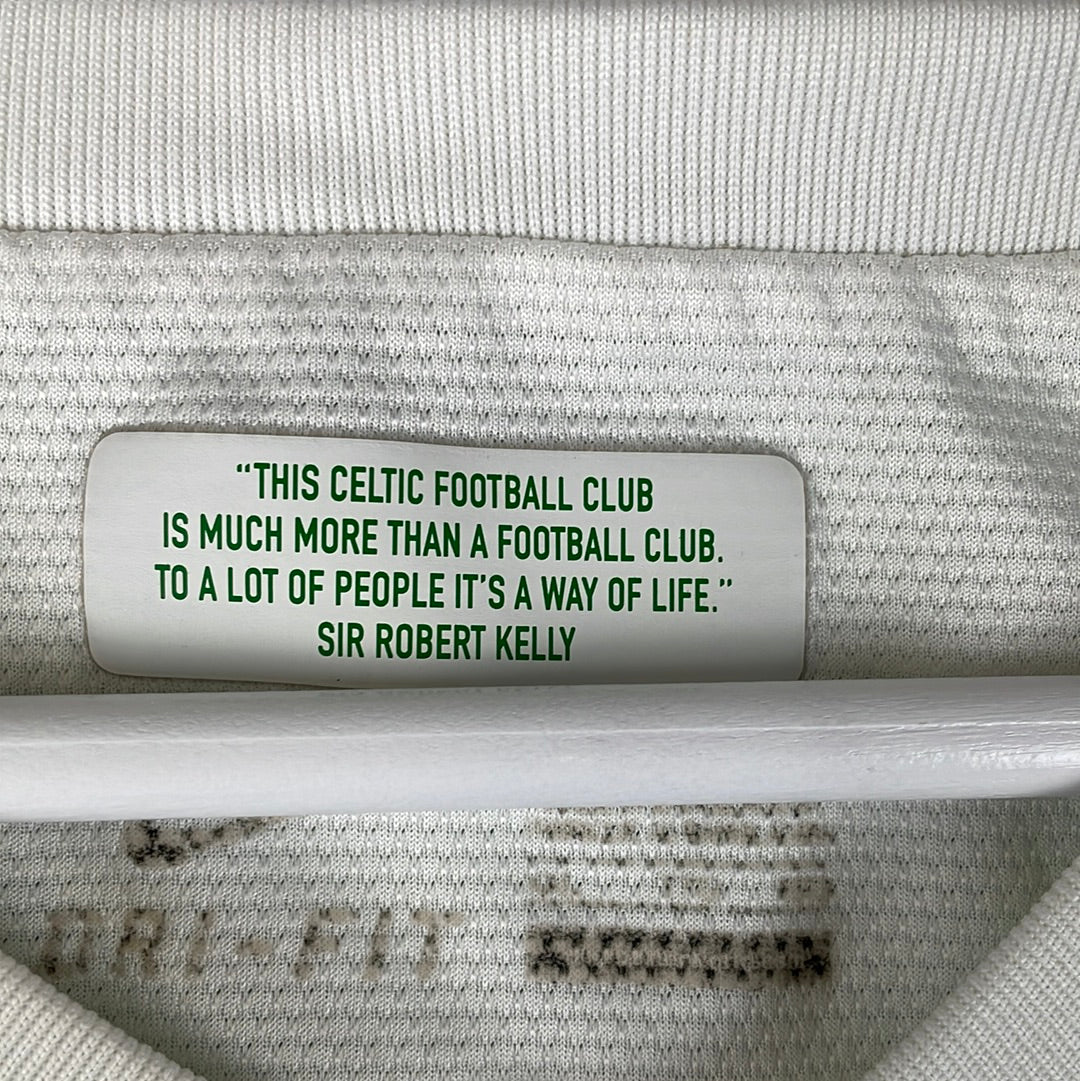 “THIS CELTIC FOOTBALL CLUB
IS MUCH MORE THAN A FOOTBALL CLUB.
TO A LOT OF PEOPLE IT’S A WAY OF LIFE.”
SIR ROBERT KELLY
DRI-FIT